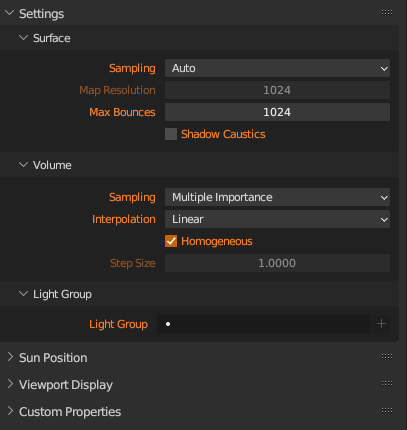 Settings
Surface
Sampling Auto
Map Resolution 1024
Max Bounces 1024
Shadow Caustics
Volume
Sampling Multiple Importance
Interpolation Linear
Homogeneous
Step Size 1.0000
Light Group
Light Group
Sun Position
Viewport Display
Custom Properties